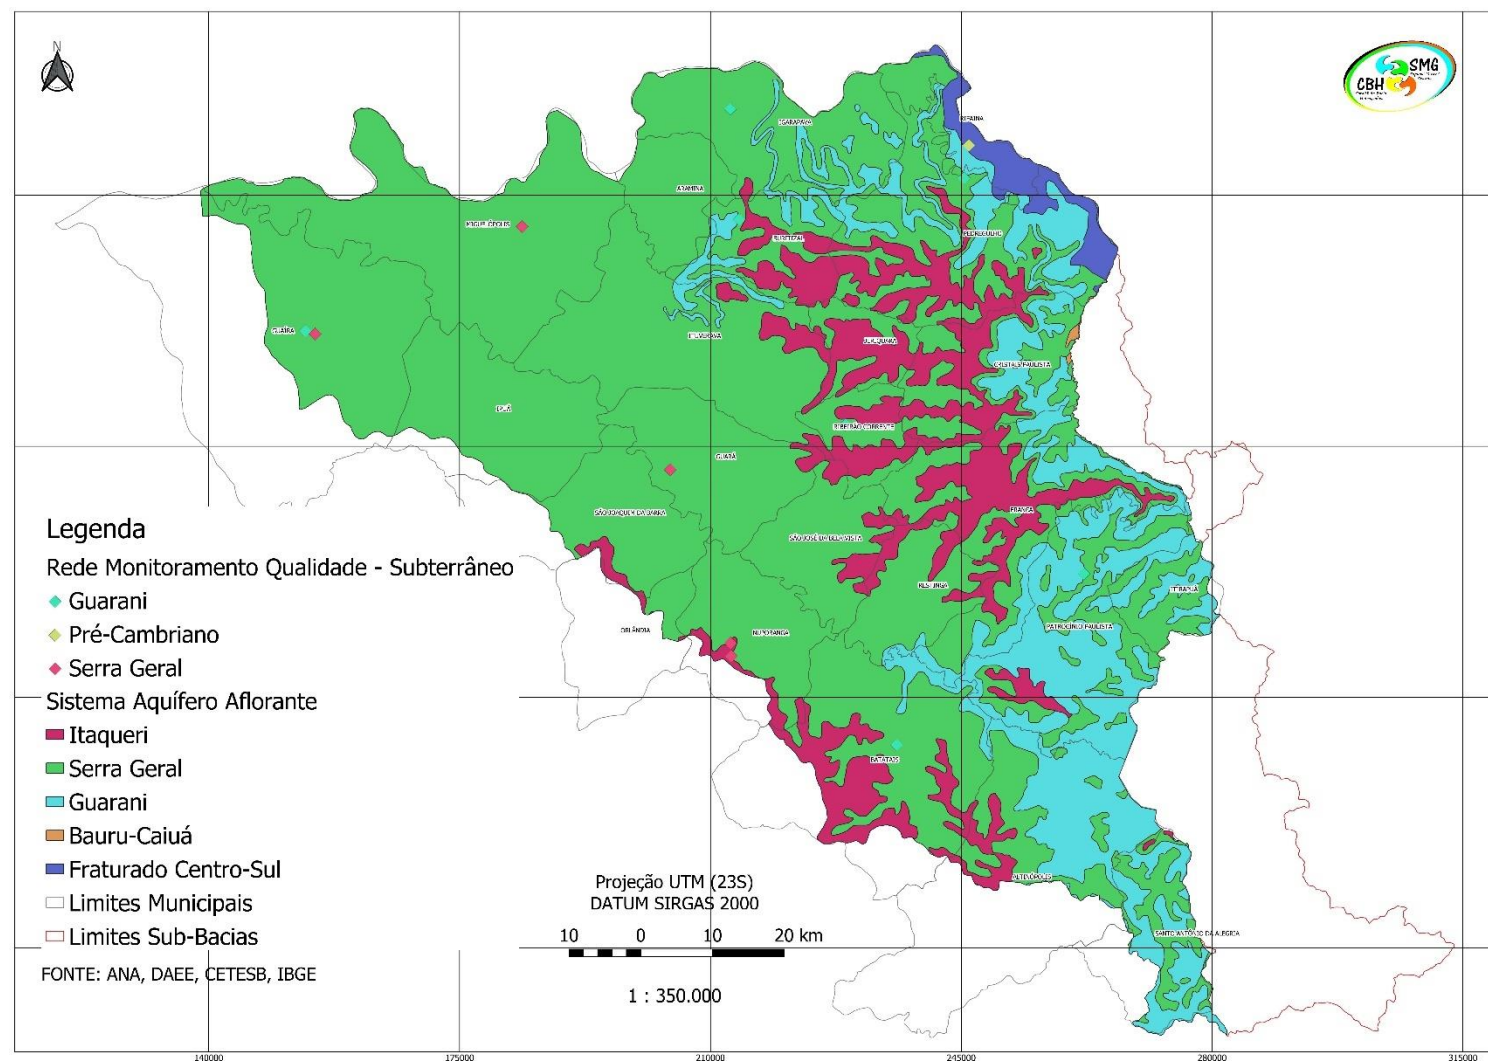 N
CBH
SMG
IGARAPAVA
RIFAINA
ARAMINA
MIGUELÓPOLIS
BURITIZAL
PEDREGULHO
GUAÍRA
ITUVERAVA
JERIQUARA
CRISTAIS PAULISTA
IPUÃ
RIBEIRÃO CORRENTE
GUARÁ
SÃO JOAQUIM DA BARRA
FRANCA
SÃO JOSÉ DA BELA VISTA
RESTINGA
ITIRAPUÃ
ORLÂNDIA
NUPORANGA
PATROCÍNIO PAULISTA
BATATAIS
ALTINÓPOLIS
SANTO ANTÔNIO DA ALEGRIA
Legenda
Rede Monitoramento Qualidade - Subterrâneo
Guarani
Pré-Cambriano
Serra Geral
Sistema Aquífero Aflorante
Itaqueri
Serra Geral
Guarani
Bauru-Caiuá
Fraturado Centro-Sul
Limites Municipais
Limites Sub-Bacias
FONTE: ANA, DAEE, CETESB, IBGE
Projeção UTM (23S)
DATUM SIRGAS 2000
10 0 10 20 km
1 : 350.000
140000 175000 210000 245000 280000 315000